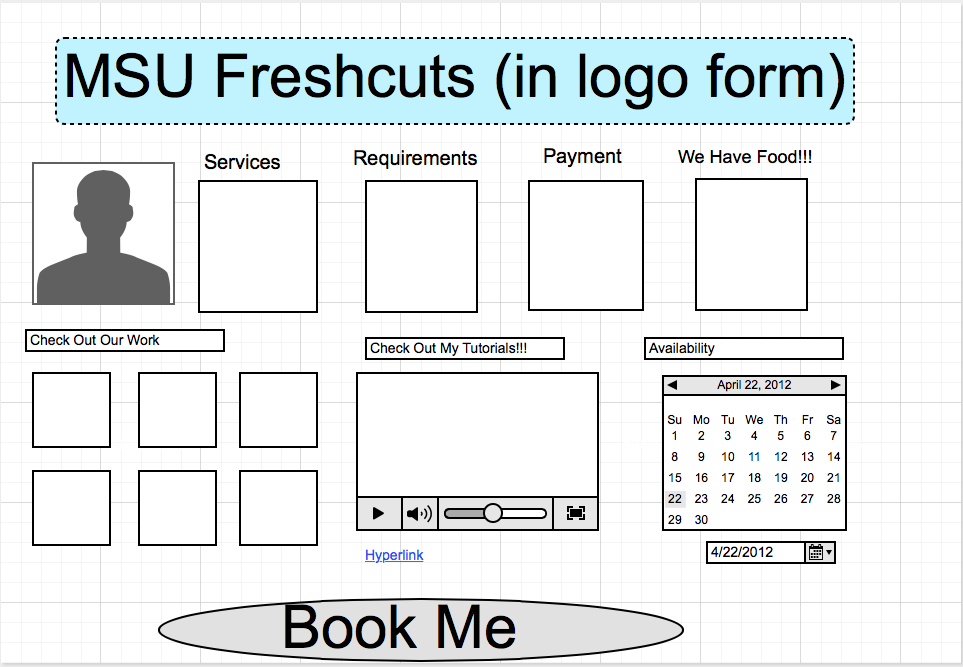 MSU Freshcuts (in logo form)
Services
Requirements
Payment
We Have Food!!!
Check Out Our Work
Check Out My Tutorials!!!
Availability
April 22, 2012
Su Mo Tu We Th Fr Sa
1 2 3 4 5 6 7
8 9 10 11 12 13 14
15 16 17 18 19 20 21
22 23 24 25 26 27 28
29 30
4/22/2012
Hyperlink
Book Me